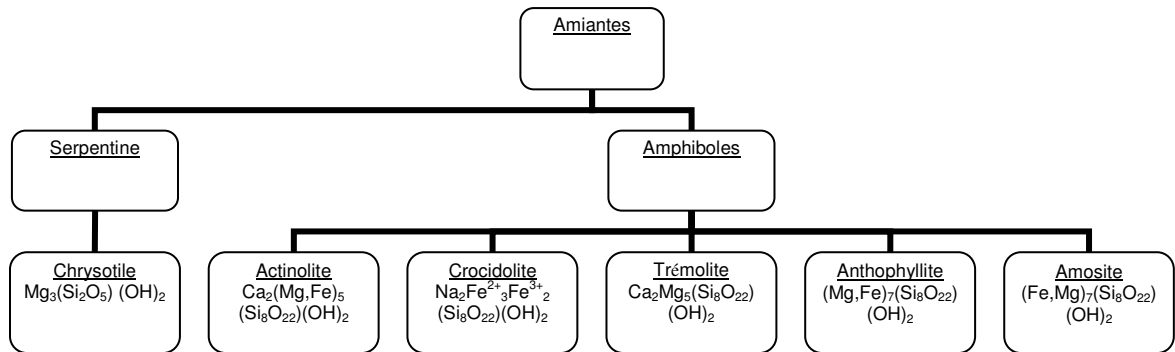 Amiantes
Serpentine
Amphiboles
Chrysotile
Mg₃(Si₂O₅) (OH)₂
Actinolite
Ca₂(Mg,Fe)₅
(Si₈O₂₂)(OH)₂
Crocidolite
Na₂Fe²⁺₃Fe³⁺₂
(Si₈O₂₂)(OH)₂
Trémolite
Ca₂Mg₅(Si₈O₂₂)
(OH)₂
Anthophyllite
(Mg,Fe)₇(Si₈O₂₂)
(OH)₂
Amosite
(Fe,Mg)₇(Si₈O₂₂)
(OH)₂